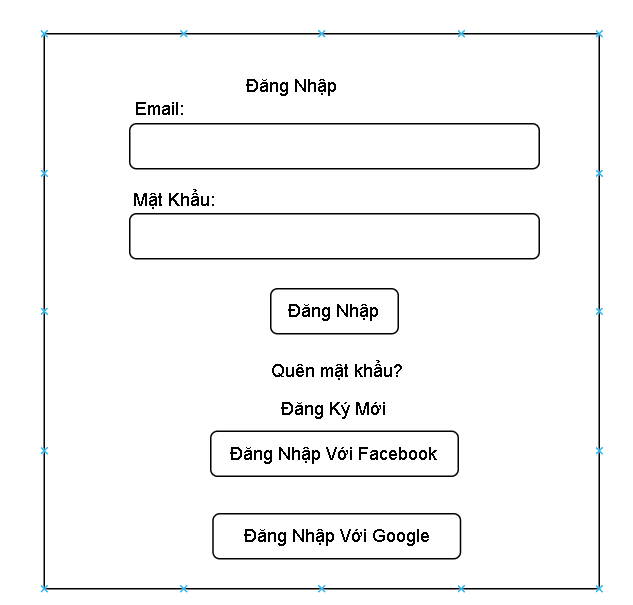 Đăng Nhập
Email:
Mật Khẩu:
Đăng Nhập
Quên mật khẩu?
Đăng Ký Mới
Đăng Nhập Với Facebook
Đăng Nhập Với Google